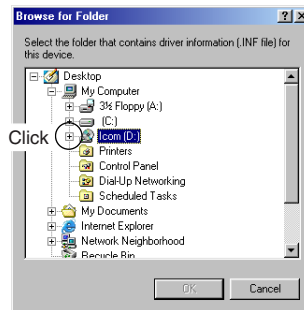 Browse for Folder
Select the folder that contains driver information (.INF file) for
this device.
Desktop
My Computer
3½ Floppy (A:)
(C:)
Click
Icom (D:)
Printers
Control Panel
Dial-Up Networking
Scheduled Tasks
My Documents
Internet Explorer
Network Neighborhood
Recycle Bin
OK
Cancel